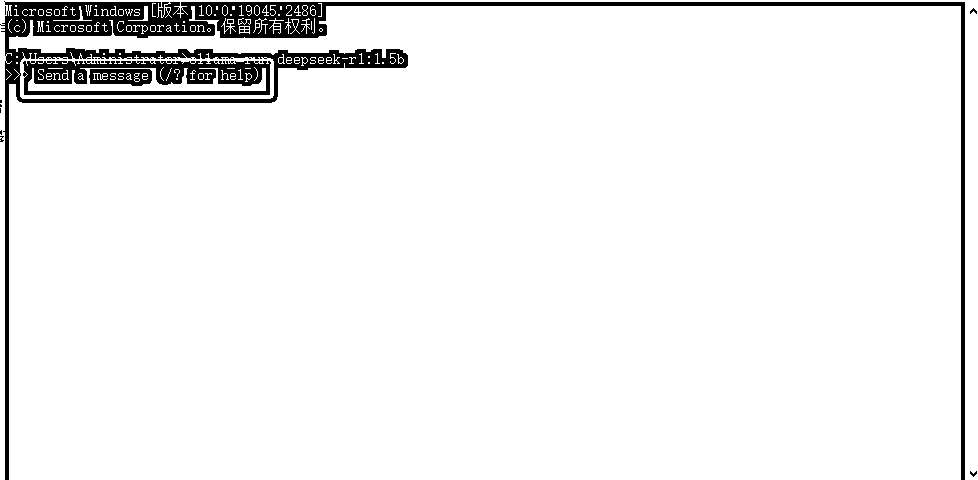 Microsoft Windows [版本 10.0.19045.2486]
(c) Microsoft Corporation。保留所有权利。
C:\Users\Administrator>ollama run deepseek-r1:1.5b
>>> Send a message (/? for help)